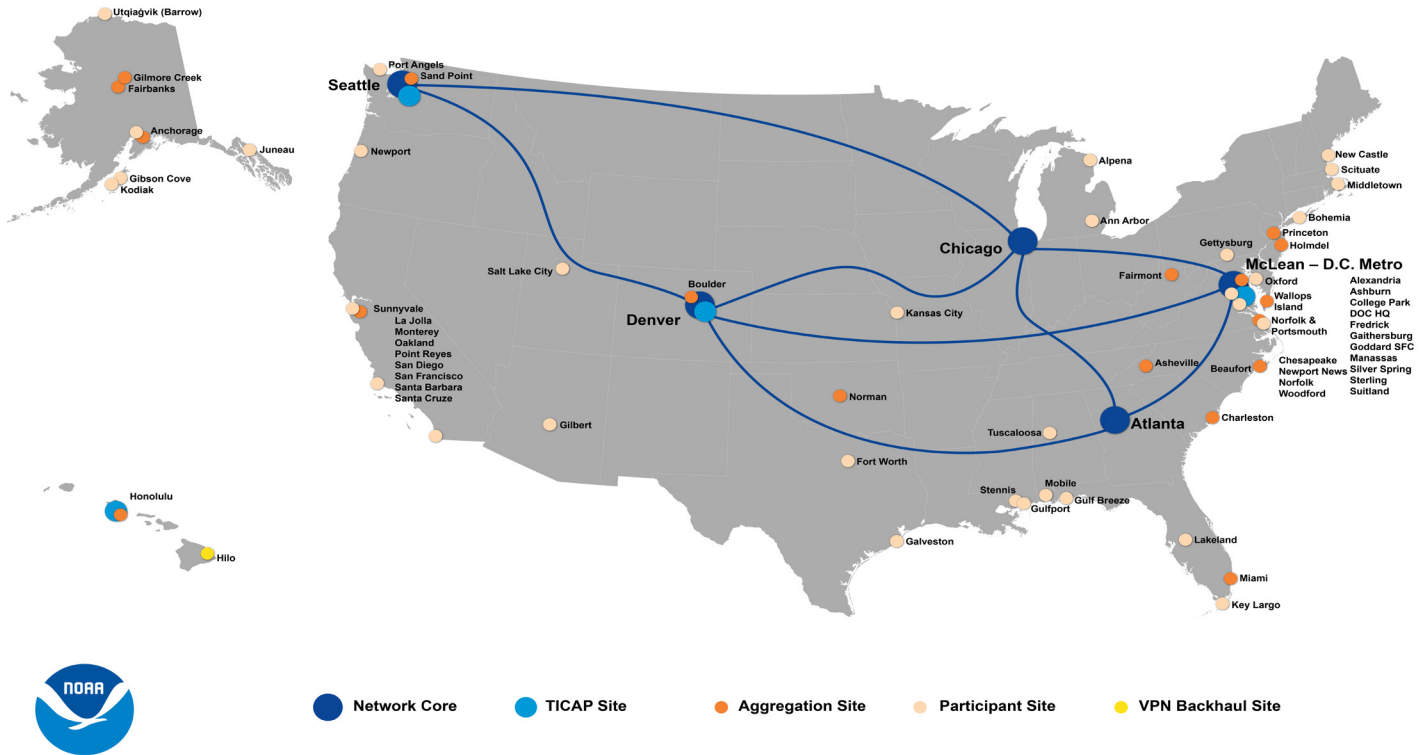 Utqiaġvik (Barrow)
Gilmore Creek
Fairbanks
Anchorage
Juneau
Gibson Cove
Kodiak
Port Angels
Sand Point
Seattle
Newport
Salt Lake City
Boulder
Denver
Sunnyvale
La Jolla
Monterey
Oakland
Point Reyes
San Diego
San Francisco
Santa Barbara
Santa Cruze
Gilbert
Kansas City
Norman
Fort Worth
Galveston
Chicago
Alpena
Ann Arbor
New Castle
Scituate
Middletown
Bohemia
Princeton
Holmdel
Gettysburg
McLean – D.C. Metro
Fairmont
Oxford
Wallops
Island
Norfolk &
Portsmouth
Alexandria
Ashburn
College Park
DOC HQ
Fredrick
Gaithersburg
Goddard SFC
Manassas
Silver Spring
Sterling
Suitland
Chesapeake
Newport News
Norfolk
Woodford
Asheville
Beaufort
Charleston
Atlanta
Tuscaloosa
Stennis
Mobile
Gulfport
Gulf Breeze
Lakeland
Miami
Key Largo
Honolulu
Hilo
NOAA
Network Core
TICAP Site
Aggregation Site
Participant Site
VPN Backhaul Site